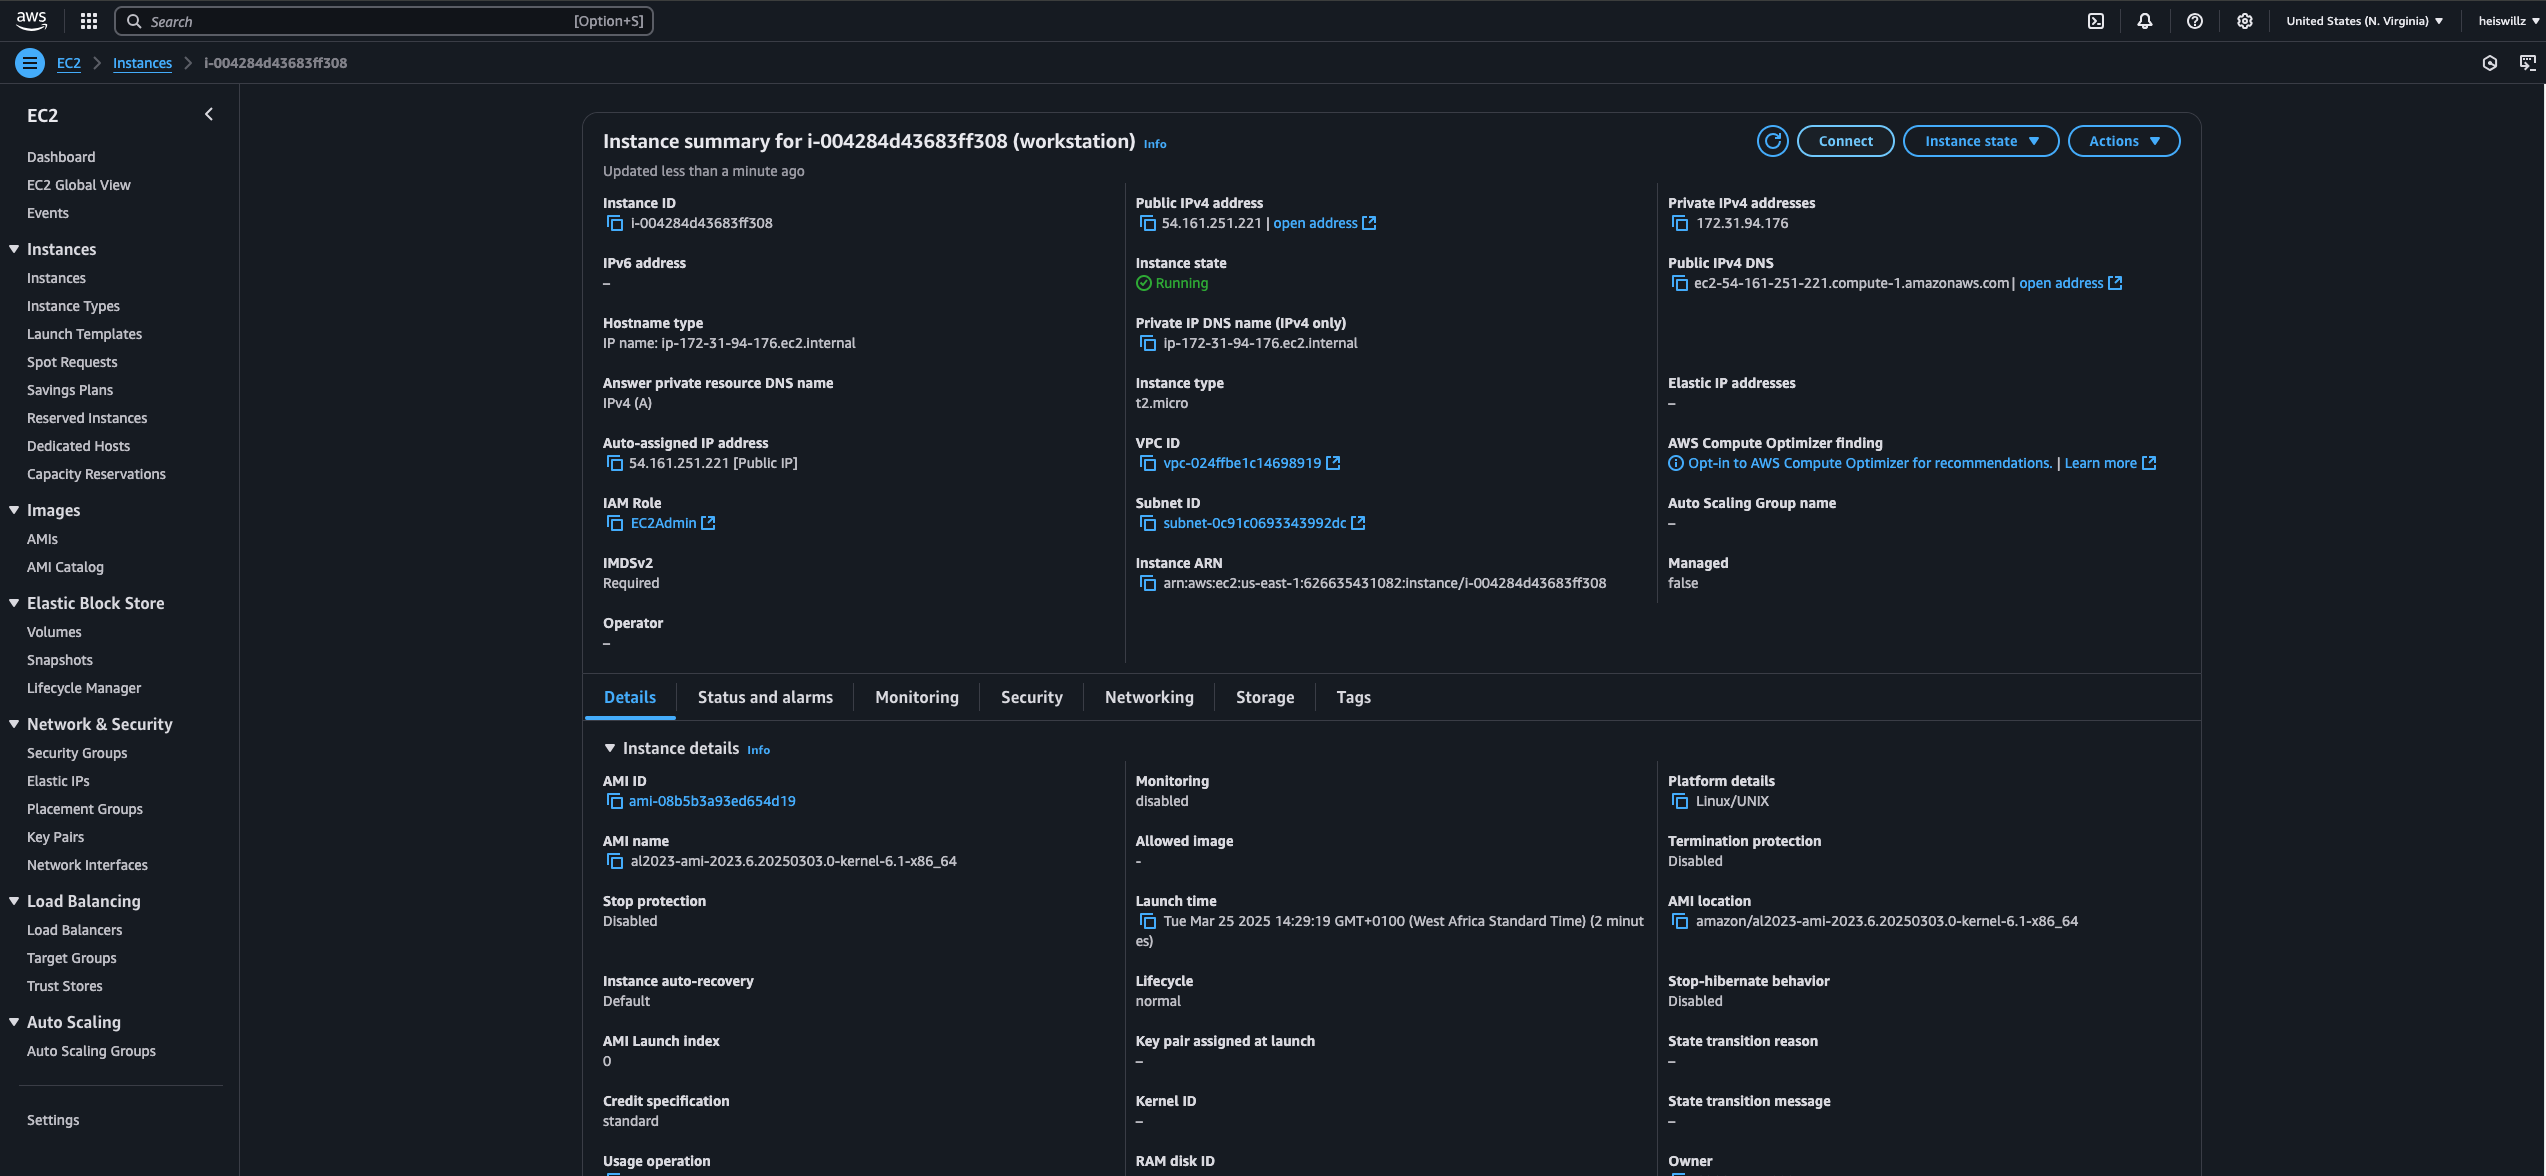 aws
Search [Option+S]
United States (N. Virginia)
heiswillz
EC2
Instances
i-004284d43683ff308
EC2
Dashboard
EC2 Global View
Events
Instances
Instances
Instance Types
Launch Templates
Spot Requests
Savings Plans
Reserved Instances
Dedicated Hosts
Capacity Reservations
Images
AMIs
AMI Catalog
Elastic Block Store
Volumes
Snapshots
Lifecycle Manager
Network & Security
Security Groups
Elastic IPs
Placement Groups
Key Pairs
Network Interfaces
Load Balancing
Load Balancers
Target Groups
Trust Stores
Auto Scaling
Auto Scaling Groups
Settings
Instance summary for i-004284d43683ff308 (workstation) Info
Updated less than a minute ago
Connect
Instance state
Actions
Instance ID
i-004284d43683ff308
Public IPv4 address
54.161.251.221 | open address
Private IPv4 addresses
172.31.94.176
IPv6 address
–
Instance state
Running
Public IPv4 DNS
ec2-54-161-251-221.compute-1.amazonaws.com | open address
Hostname type
IP name: ip-172-31-94-176.ec2.internal
Private IP DNS name (IPv4 only)
ip-172-31-94-176.ec2.internal
Answer private resource DNS name
IPv4 (A)
Instance type
t2.micro
Elastic IP addresses
–
Auto-assigned IP address
54.161.251.221 [Public IP]
VPC ID
vpc-024ffbe1c14698919
AWS Compute Optimizer finding
Opt-in to AWS Compute Optimizer for recommendations. | Learn more
IAM Role
EC2Admin
Subnet ID
subnet-0c91c0693343992dc
Auto Scaling Group name
–
IMDSv2
Required
Instance ARN
arn:aws:ec2:us-east-1:626635431082:instance/i-004284d43683ff308
Managed
false
Operator
–
Details
Status and alarms
Monitoring
Security
Networking
Storage
Tags
Instance details Info
AMI ID
ami-08b5b3a93ed654d19
Monitoring
disabled
Platform details
Linux/UNIX
AMI name
al2023-ami-2023.6.20250303.0-kernel-6.1-x86_64
Allowed image
-
Termination protection
Disabled
Stop protection
Disabled
Launch time
Tue Mar 25 2025 14:29:19 GMT+0100 (West Africa Standard Time) (2 minut
es)
AMI location
amazon/al2023-ami-2023.6.20250303.0-kernel-6.1-x86_64
Instance auto-recovery
Default
Lifecycle
normal
Stop-hibernate behavior
Disabled
AMI Launch index
0
Key pair assigned at launch
–
State transition reason
–
Credit specification
standard
Kernel ID
–
State transition message
–
Usage operation
RAM disk ID
Owner